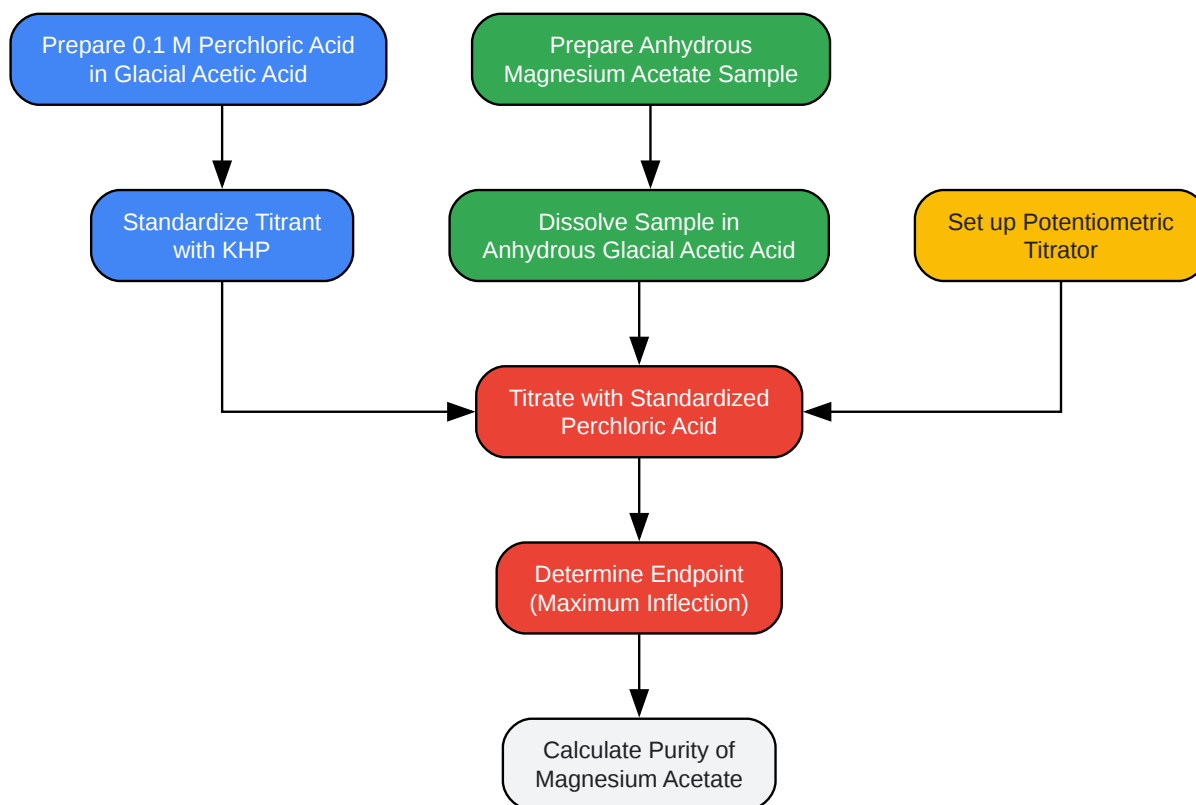 Prepare 0.1 M Perchloric Acid
in Glacial Acetic Acid
Prepare Anhydrous
Magnesium Acetate Sample
Standardize Titrant
with KHP
Dissolve Sample in
Anhydrous Glacial Acetic Acid
Set up Potentiometric
Titrator
Titrate with Standardized
Perchloric Acid
Determine Endpoint
(Maximum Inflection)
Calculate Purity of
Magnesium Acetate